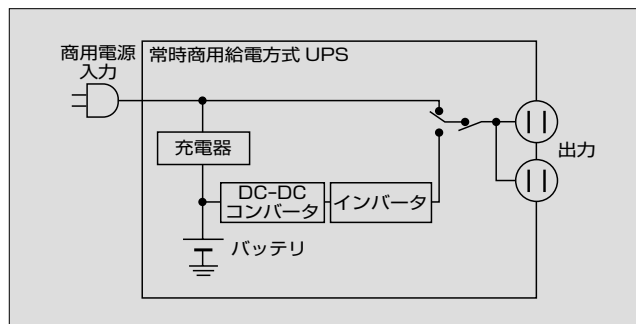 商用電源
入力
常時商用給電方式 UPS
充電器
DC-DC
コンバータ
インバータ
バッテリ
出力